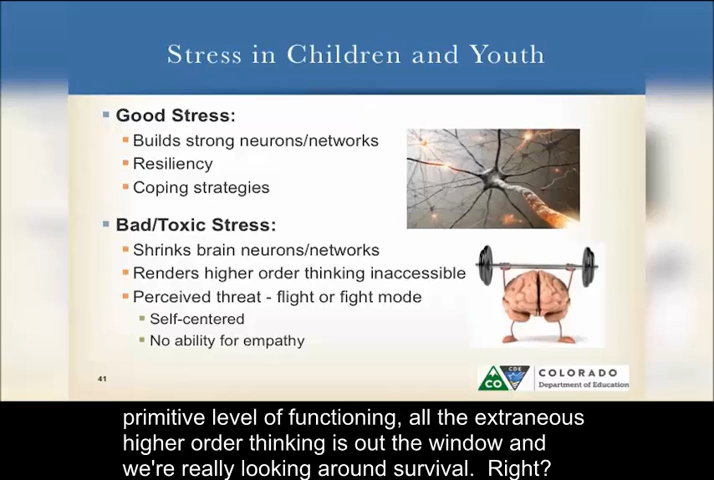 Stress in Children and Youth
Good Stress:
Builds strong neurons/networks
Resiliency
Coping strategies
Bad/Toxic Stress:
Shrinks brain neurons/networks
Renders higher order thinking inaccessible
Perceived threat - flight or fight mode
Self-centered
No ability for empathy
41
CO
CDE
COLORADO
Department of Education
primitive level of functioning, all the extraneous
higher order thinking is out the window and
we're really looking around survival.  Right?